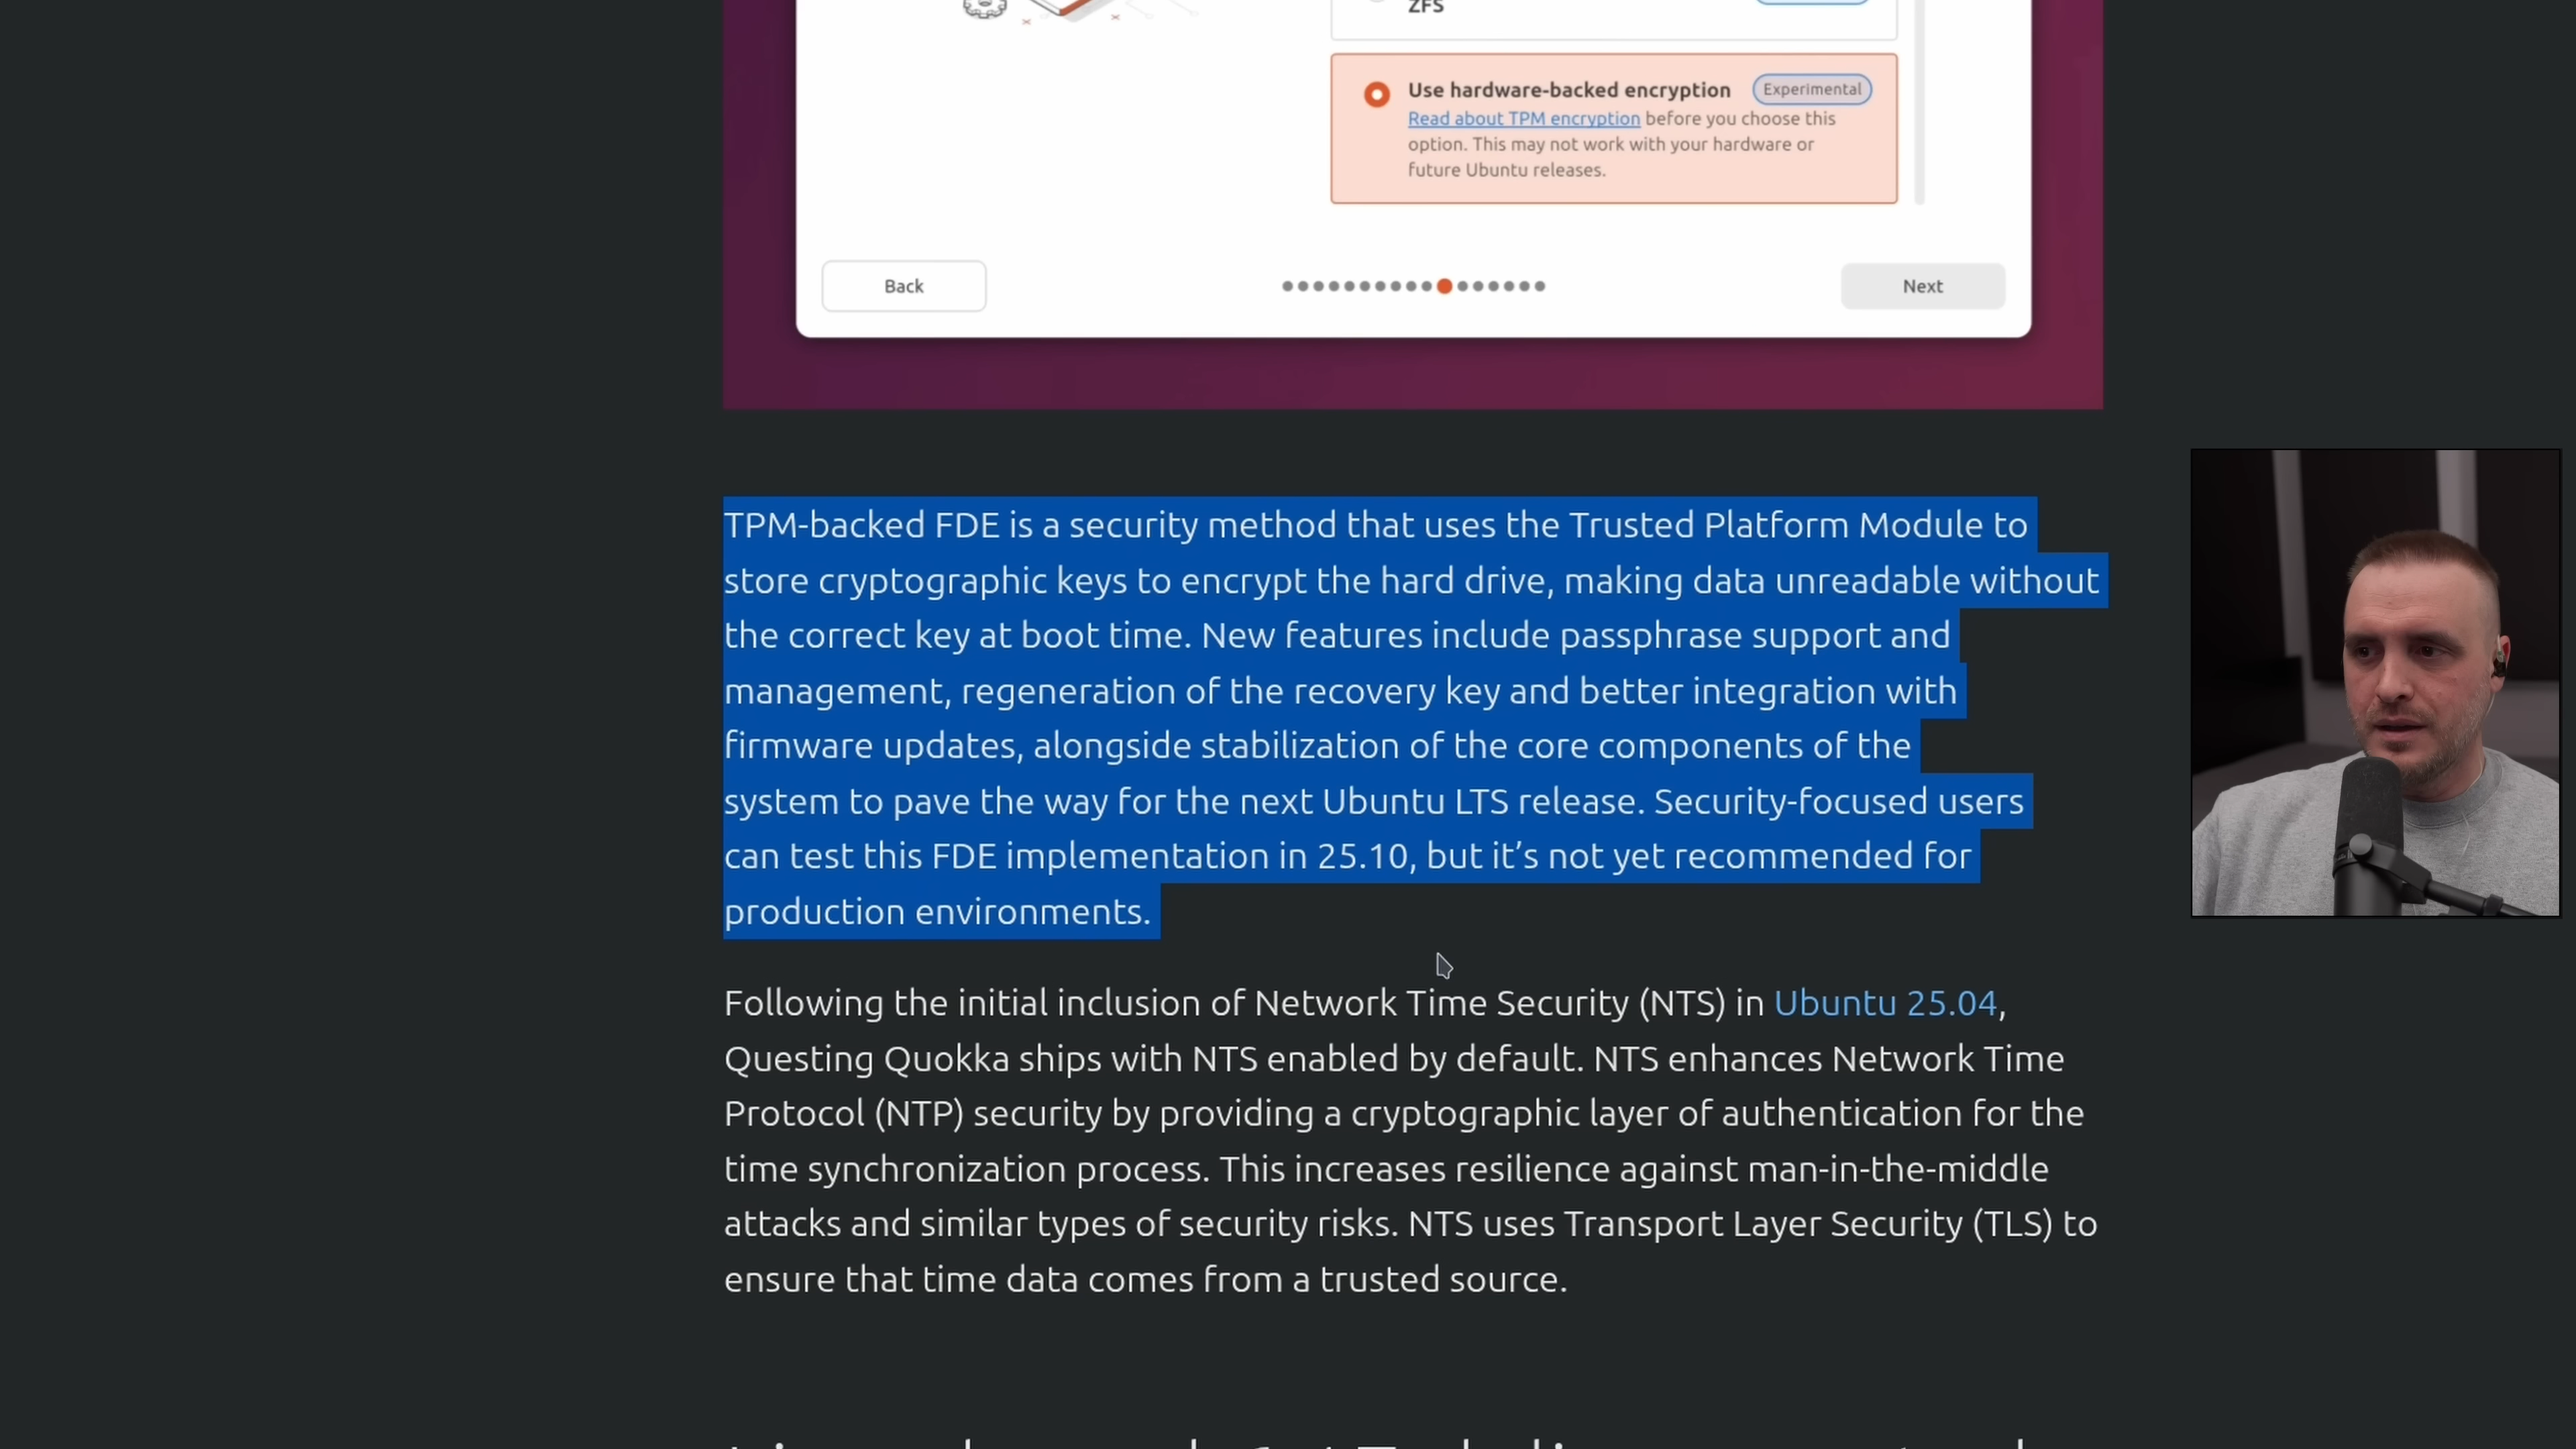 ZFS
Use hardware-backed encryption Experimental
Read about TPM encryption before you choose this
option. This may not work with your hardware or
future Ubuntu releases.
Back
Next
TPM-backed FDE is a security method that uses the Trusted Platform Module to
store cryptographic keys to encrypt the hard drive, making data unreadable without
the correct key at boot time. New features include passphrase support and
management, regeneration of the recovery key and better integration with
firmware updates, alongside stabilization of the core components of the
system to pave the way for the next Ubuntu LTS release. Security-focused users
can test this FDE implementation in 25.10, but it’s not yet recommended for
production environments.
Following the initial inclusion of Network Time Security (NTS) in Ubuntu 25.04,
Questing Quokka ships with NTS enabled by default. NTS enhances Network Time
Protocol (NTP) security by providing a cryptographic layer of authentication for the
time synchronization process. This increases resilience against man-in-the-middle
attacks and similar types of security risks. NTS uses Transport Layer Security (TLS) to
ensure that time data comes from a trusted source.